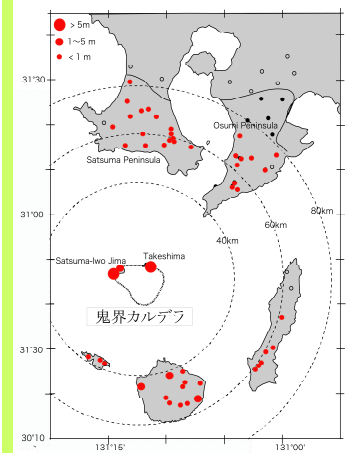 > 5m
1～5 m
< 1 m
31°30
Osumi Peninsula
Satsuma Peninsula
31°00
80km
60km
40km
Satsuma-Iwo Jima
Takeshima
鬼界カルデラ
31°30
30°10
131°15'
131°00